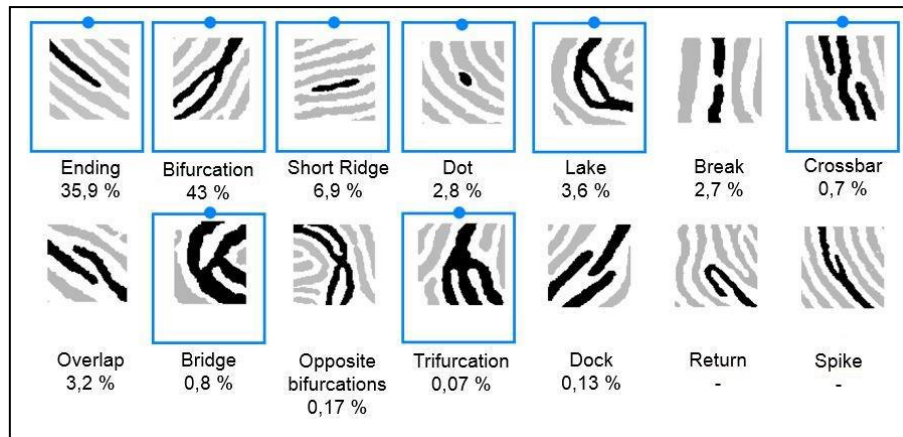 Ending Bifurcation Short Ridge Dot Lake Break Crossbar
35,9 % 43 % 6,9 % 2,8 % 3,6 % 2,7 % 0,7 %
Overlap Bridge Opposite Trifurcation Dock Return Spike
3,2 % 0,8 % bifurcations 0,07 % 0,13 % - -
0,17 %